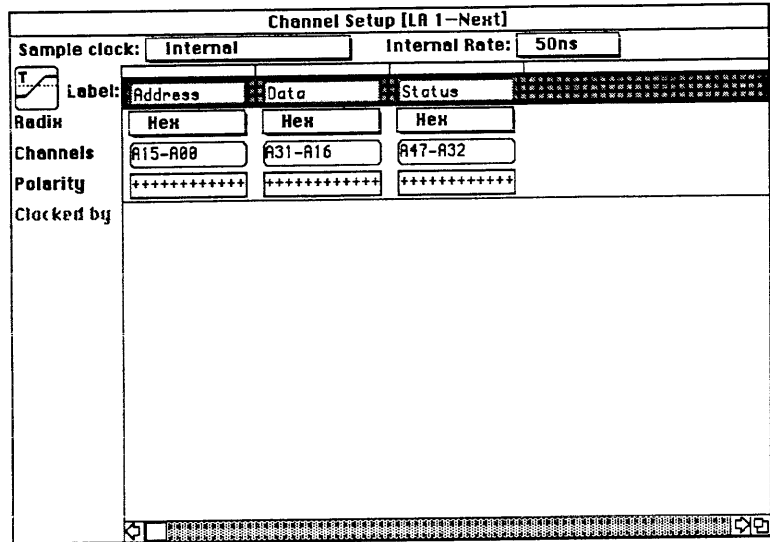 Channel Setup [LA 1-Next]
Sample clock: Internal Internal Rate: 50ns
T
Label: Address Data Status
Radix Hex Hex Hex
Channels A15-A00 A31-A16 A47-A32
Polarity ++++++++++++ ++++++++++++ ++++++++++++
Clocked by